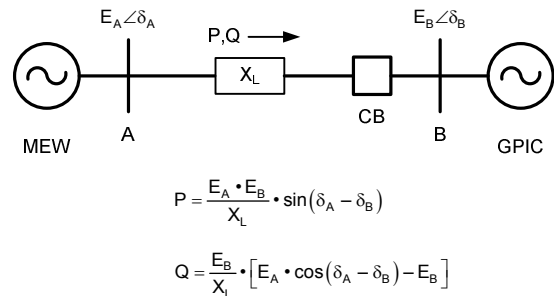 E_A∠δ_A E_B∠δ_B
P,Q
X_L
CB
A B
MEW GPIC
P = E_A • E_B / X_L • sin(δ_A − δ_B)
Q = E_B / X_L • [E_A • cos(δ_A − δ_B) − E_B]